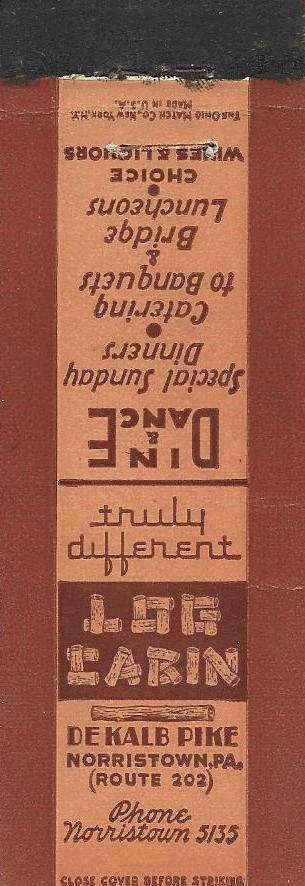 truly
different
LOG
CABIN
DE KALB PIKE
NORRISTOWN, PA.
(ROUTE 202)
Phone
Norristown 5135
CLOSE COVER BEFORE STRIKING
DINE
&
DANCE
Special Sunday
Dinners
●
Catering
to Banquets
&
Bridge
Luncheons
●
CHOICE
WINES & LIQUORS
THE OHIO MATCH CO., NEW YORK, N.Y.
MADE IN U.S.A.